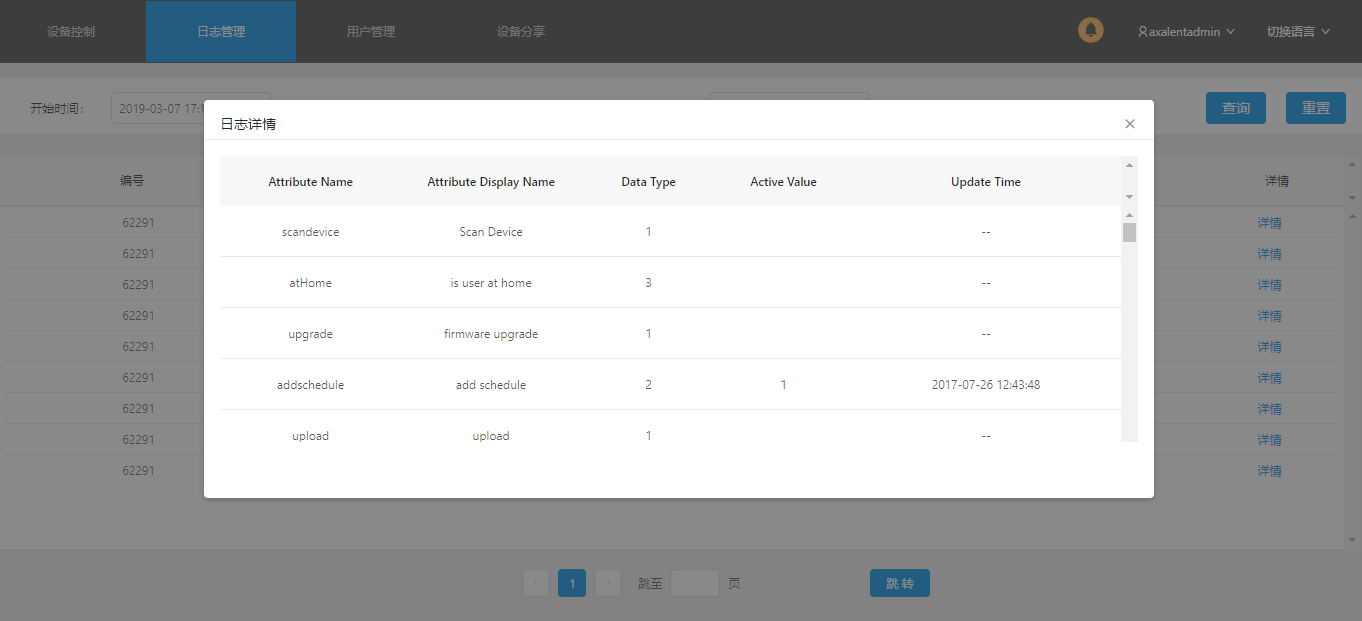 设备控制 日志管理 用户管理 设备分享 axalentadmin 切换语言
开始时间: 2019-03-07 17:1 查询 重置
日志详情
编号 详情
Attribute Name Attribute Display Name Data Type Active Value Update Time
62291 详情
scandevice Scan Device 1 --
62291 详情
62291 详情
atHome is user at home 3 --
62291 详情
upgrade firmware upgrade 1 --
62291 详情
62291 详情
addschedule add schedule 2 1 2017-07-26 12:43:48
62291 详情
upload upload 1 --
62291 详情
62291 详情
< 1 > 跳至 页 跳 转